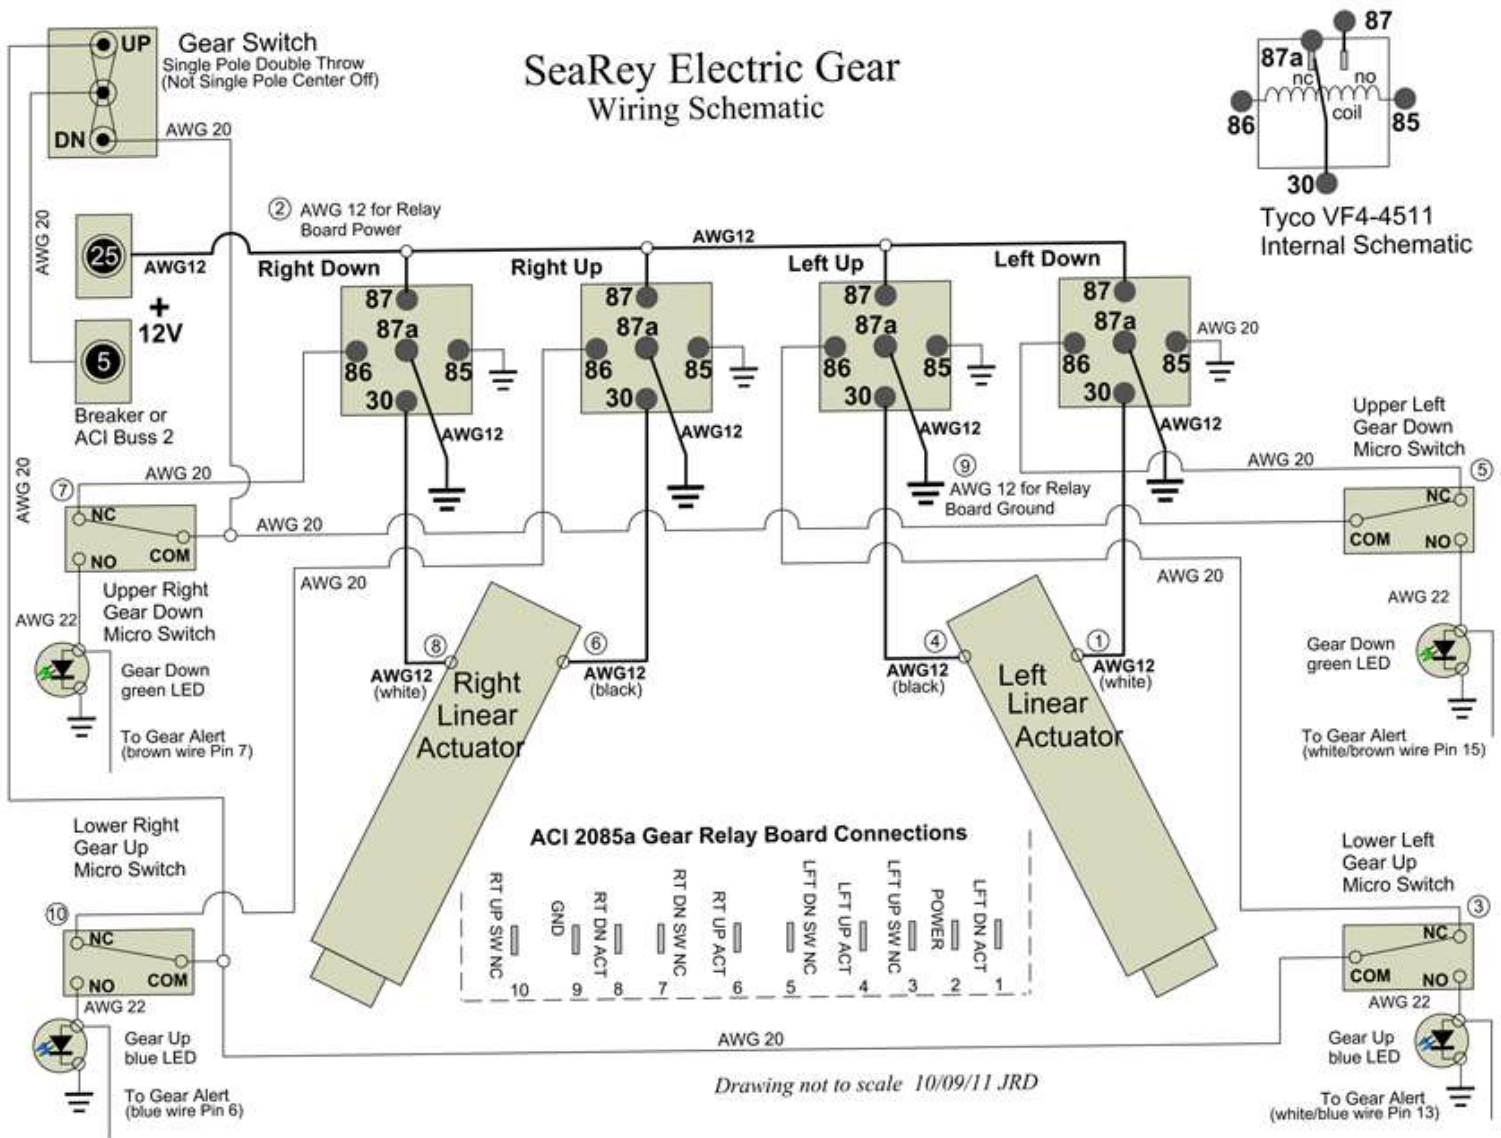 SeaRey Electric Gear
Wiring Schematic
UP
DN
Gear Switch
Single Pole Double Throw
(Not Single Pole Center Off)
AWG 20
AWG 20
87
87a
nc
no
coil
86
85
30
Tyco VF4-4511
Internal Schematic
25
AWG12
+
12V
5
Breaker or
ACI Buss 2
② AWG 12 for Relay
Board Power
AWG12
Right Down
87
87a
86
85
30
AWG12
Right Up
87
87a
86
85
30
AWG12
Left Up
87
87a
86
85
30
AWG12
Left Down
87
87a
86
85
30
AWG 20
AWG12
⑨
AWG 12 for Relay
Board Ground
AWG 20
⑦
AWG 20
NC
NO
COM
AWG 20
Upper Right
Gear Down
Micro Switch
AWG 22
Gear Down
green LED
To Gear Alert
(brown wire Pin 7)
AWG 20
Upper Left
Gear Down
Micro Switch
⑤
AWG 20
NC
COM
NO
AWG 22
Gear Down
green LED
To Gear Alert
(white/brown wire Pin 15)
AWG 20
⑧
AWG12
(white)
Right
Linear
Actuator
⑥
AWG12
(black)
④
AWG12
(black)
Left
Linear
Actuator
①
AWG12
(white)
Lower Right
Gear Up
Micro Switch
⑩
NC
NO
COM
AWG 22
Gear Up
blue LED
To Gear Alert
(blue wire Pin 6)
ACI 2085a Gear Relay Board Connections
RT UP SW NC
GND
RT DN ACT
RT DN SW NC
RT UP ACT
LFT DN SW NC
LFT UP ACT
LFT UP SW NC
POWER
LFT DN ACT
10 9 8 7 6 5 4 3 2 1
AWG 20
Drawing not to scale 10/09/11 JRD
Lower Left
Gear Up
Micro Switch
③
NC
COM
NO
AWG 22
Gear Up
blue LED
To Gear Alert
(white/blue wire Pin 13)